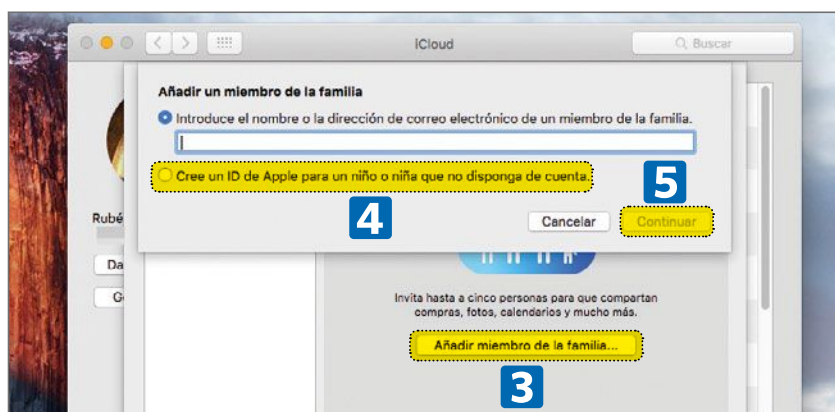 iCloud
Buscar
Añadir un miembro de la familia
Introduce el nombre o la dirección de correo electrónico de un miembro de la familia.
Cree un ID de Apple para un niño o niña que no disponga de cuenta.
4
5
Cancelar
Continuar
Rubé
Da
G
Invita hasta a cinco personas para que compartan
compras, fotos, calendarios y mucho más.
Añadir miembro de la familia...
3